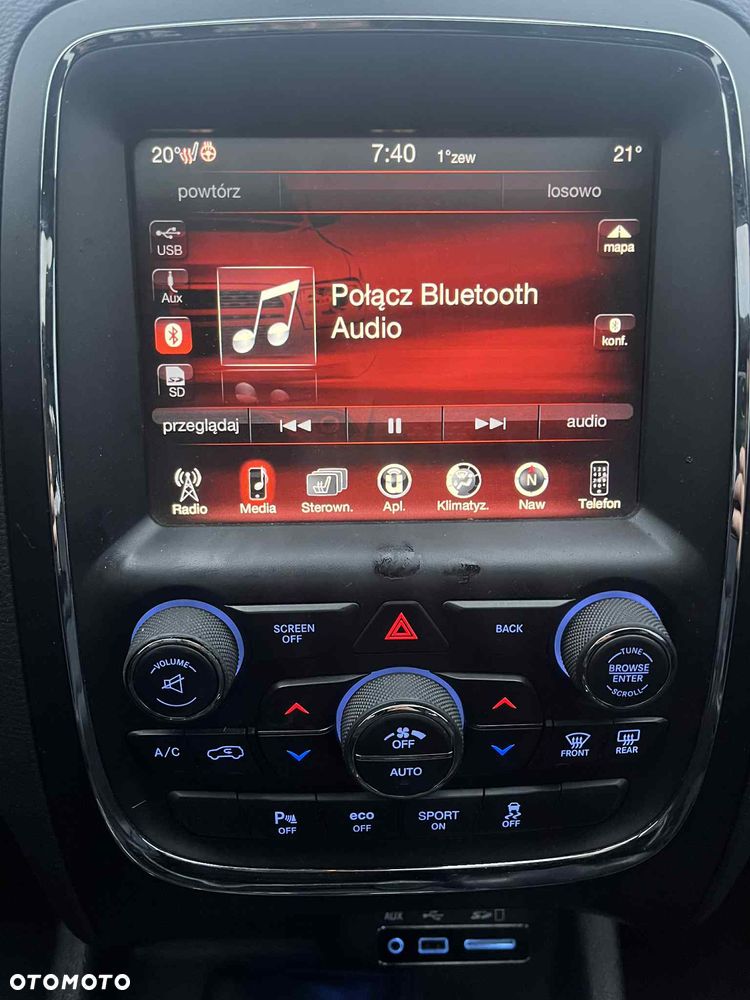 20° 7:40 1°zew 21°
powtórz losowo
USB
mapa
Aux
Połącz Bluetooth
Audio
konf.
SD
przeglądaj audio
Radio Media Sterown. Apl. Klimatyz. Naw Telefon
SCREEN
OFF
BACK
VOLUME
TUNE
BROWSE
ENTER
SCROLL
OFF
AUTO
A/C
FRONT
REAR
P
OFF
eco
OFF
SPORT
ON
OFF
AUX
OTOMOTO